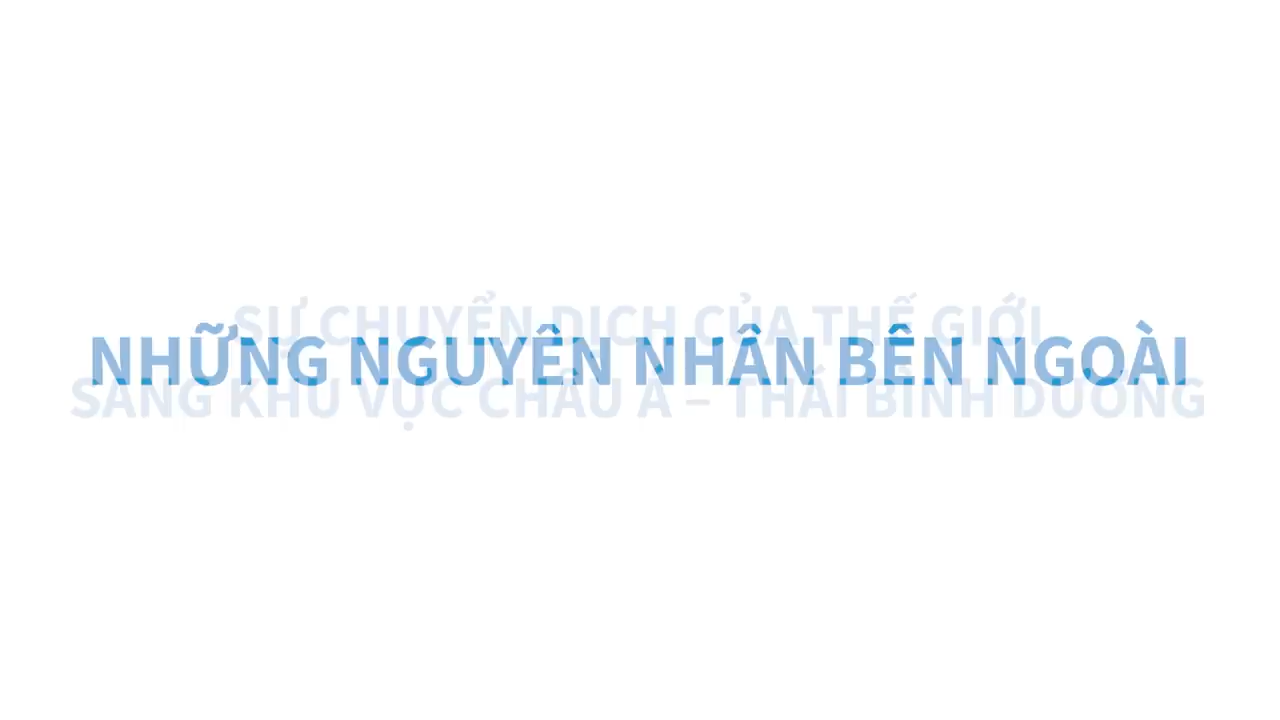 SỰ CHUYỂN DỊCH CỦA THẾ GIỚI
NHỮNG NGUYÊN NHÂN BÊN NGOÀI
SANG KHU VỰC CHÂU Á – THÁI BÌNH DƯƠNG